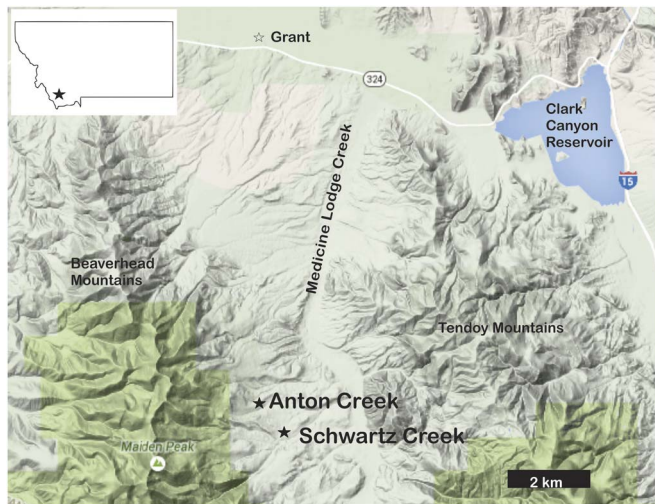 Grant
324
Clark
Canyon
Reservoir
15
Medicine Lodge Creek
Beaverhead
Mountains
Tendoy Mountains
Anton Creek
Schwartz Creek
Maiden Peak
2 km